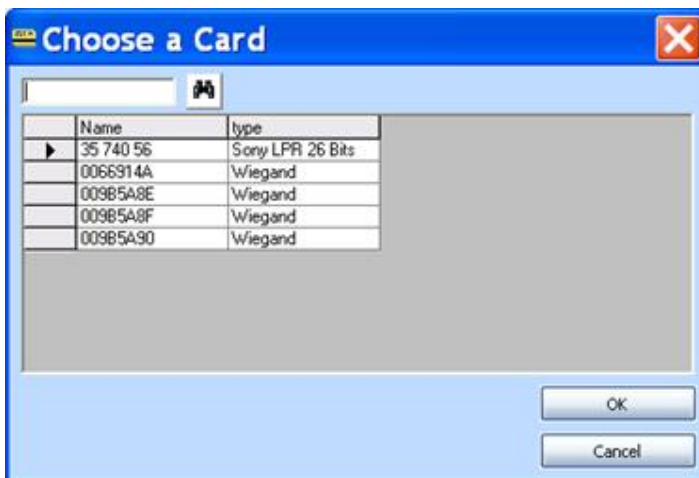 Choose a Card
Name type
35 740 56 Sony LPR 26 Bits
0066914A Wiegand
009B5A8E Wiegand
009B5A8F Wiegand
009B5A90 Wiegand
OK
Cancel